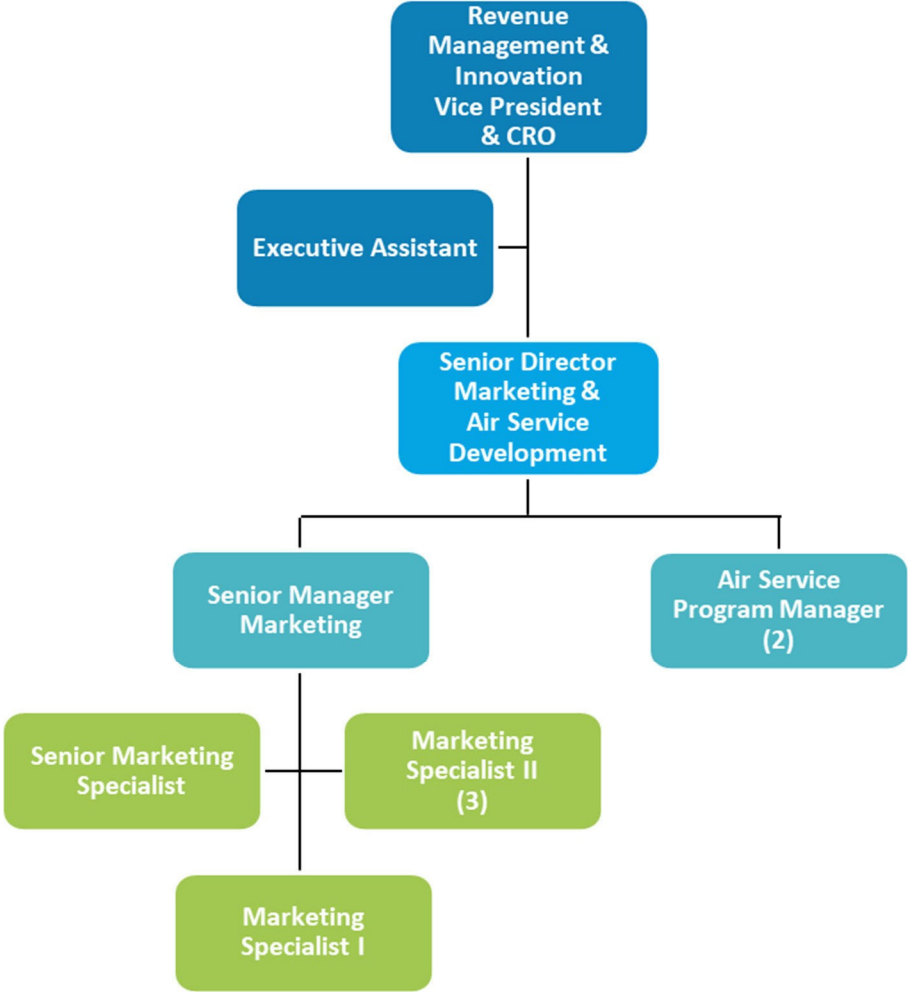 Revenue
Management &
Innovation
Vice President
& CRO
Executive Assistant
Senior Director
Marketing &
Air Service
Development
Senior Manager
Marketing
Air Service
Program Manager
(2)
Senior Marketing
Specialist
Marketing
Specialist II
(3)
Marketing
Specialist I